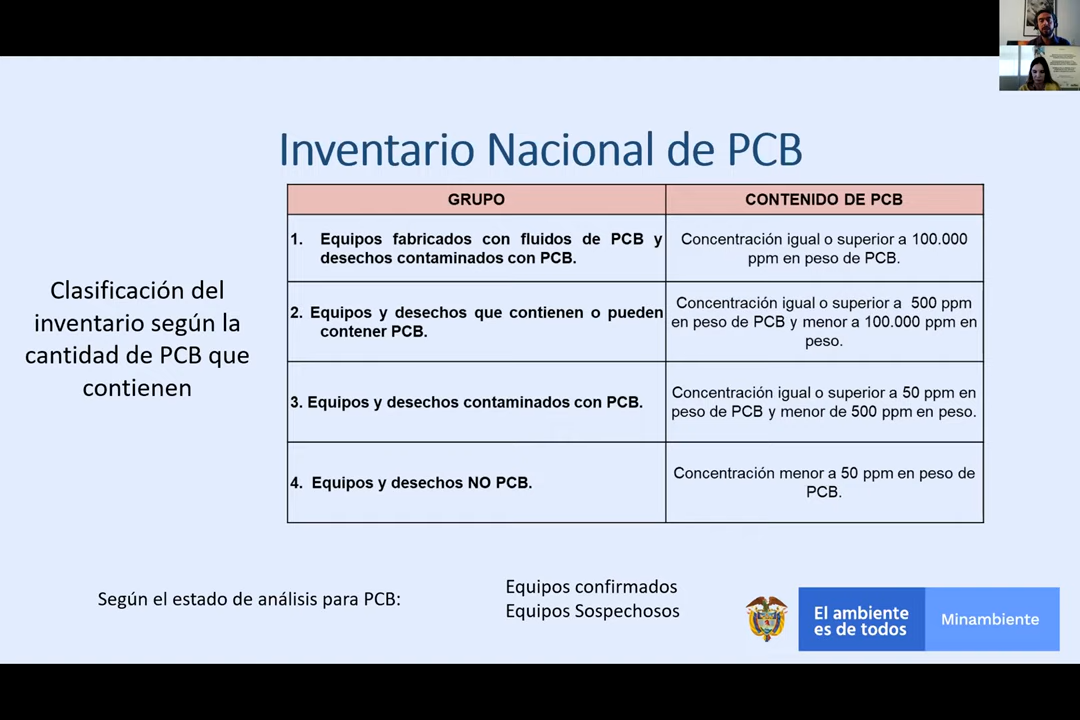 Inventario Nacional de PCB
Clasificación del
inventario según la
cantidad de PCB que
contienen
GRUPO
CONTENIDO DE PCB
1. Equipos fabricados con fluidos de PCB y
desechos contaminados con PCB.
Concentración igual o superior a 100.000
ppm en peso de PCB.
2. Equipos y desechos que contienen o pueden
contener PCB.
Concentración igual o superior a 500 ppm
en peso de PCB y menor a 100.000 ppm en
peso.
3. Equipos y desechos contaminados con PCB.
Concentración igual o superior a 50 ppm en
peso de PCB y menor de 500 ppm en peso.
4. Equipos y desechos NO PCB.
Concentración menor a 50 ppm en peso de
PCB.
Según el estado de análisis para PCB:
Equipos confirmados
Equipos Sospechosos
El ambiente
es de todos
Minambiente